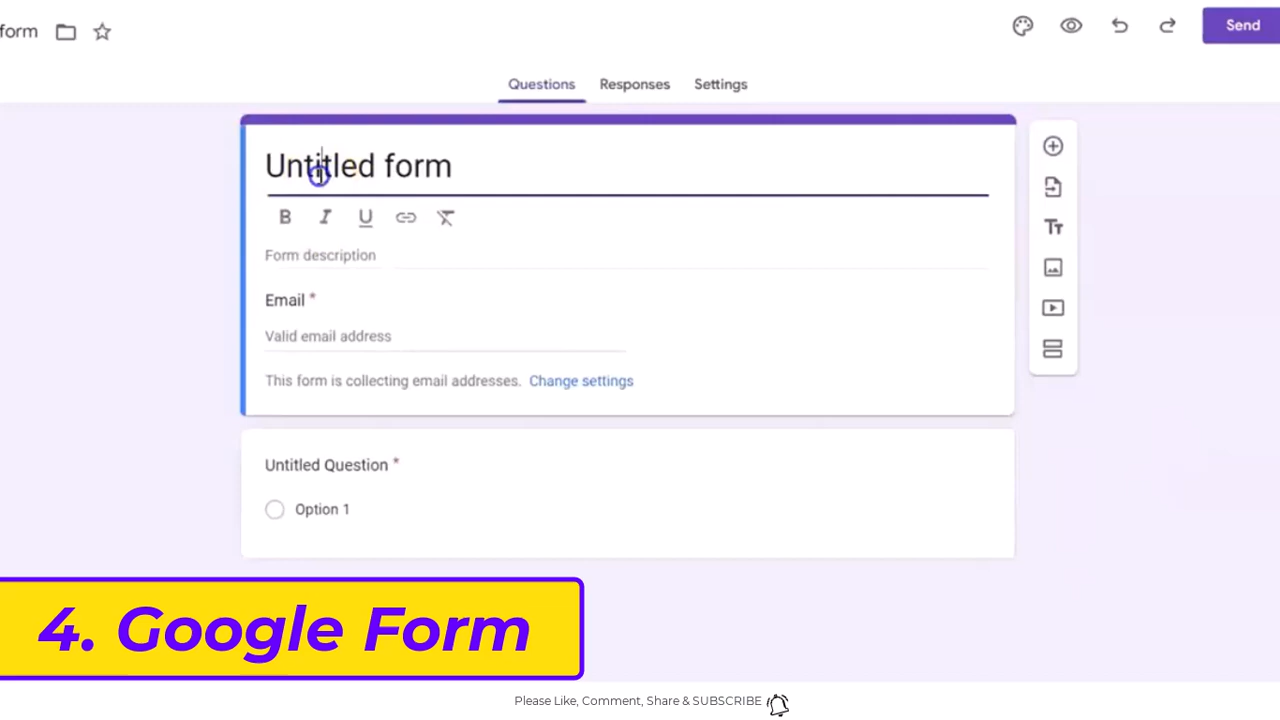 form
Send
Questions Responses Settings
Untitled form
B I U
Form description
Email *
Valid email address
This form is collecting email addresses. Change settings
Untitled Question *
Option 1
4. Google Form
Please Like, Comment, Share & SUBSCRIBE